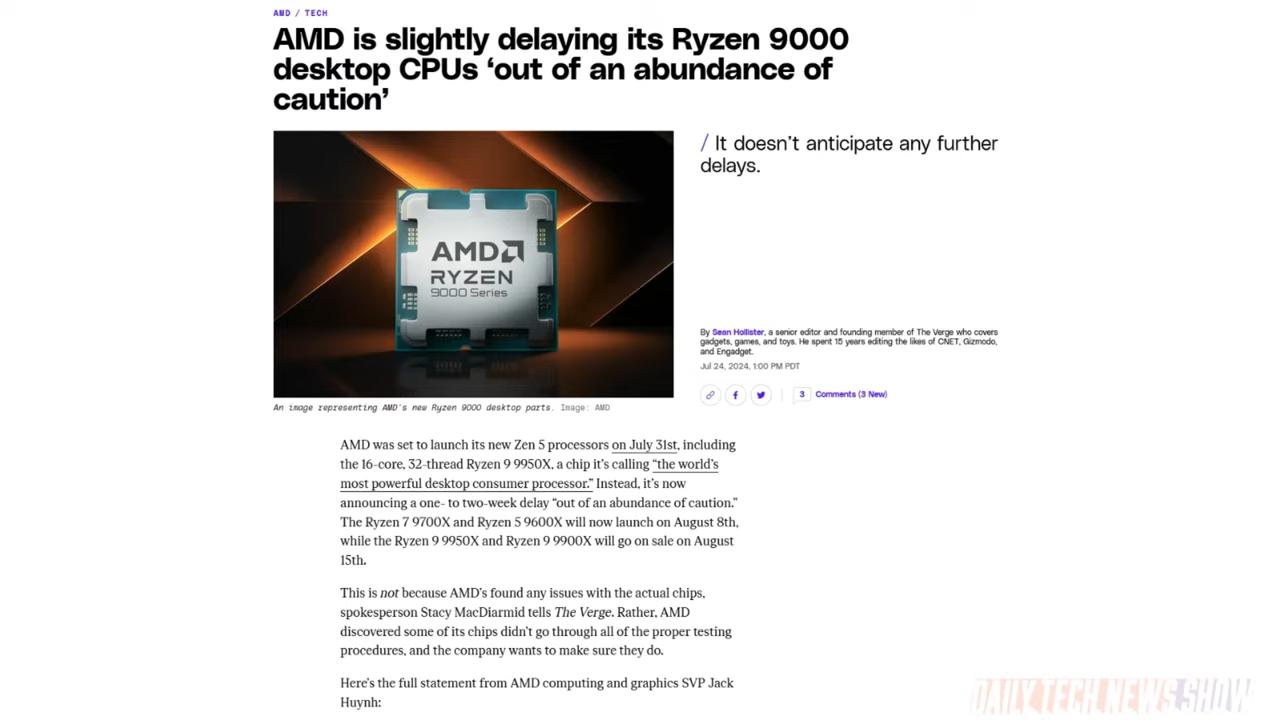 AMD / TECH
AMD is slightly delaying its Ryzen 9000
desktop CPUs ‘out of an abundance of
caution’
AMD
RYZEN
9000 Series
An image representing AMD's new Ryzen 9000 desktop parts. Image: AMD
/ It doesn’t anticipate any further
delays.
By Sean Hollister, a senior editor and founding member of The Verge who covers
gadgets, games, and toys. He spent 15 years editing the likes of CNET, Gizmodo,
and Engadget.
Jul 24, 2024, 1:00 PM PDT
3 Comments (3 New)
AMD was set to launch its new Zen 5 processors on July 31st, including
the 16-core, 32-thread Ryzen 9 9950X, a chip it’s calling “the world’s
most powerful desktop consumer processor.” Instead, it’s now
announcing a one- to two-week delay “out of an abundance of caution.”
The Ryzen 7 9700X and Ryzen 5 9600X will now launch on August 8th,
while the Ryzen 9 9950X and Ryzen 9 9900X will go on sale on August
15th.
This is not because AMD’s found any issues with the actual chips,
spokesperson Stacy MacDiarmid tells The Verge. Rather, AMD
discovered some of its chips didn’t go through all of the proper testing
procedures, and the company wants to make sure they do.
Here’s the full statement from AMD computing and graphics SVP Jack
Huynh:
DAILY TECH NEWS SHOW